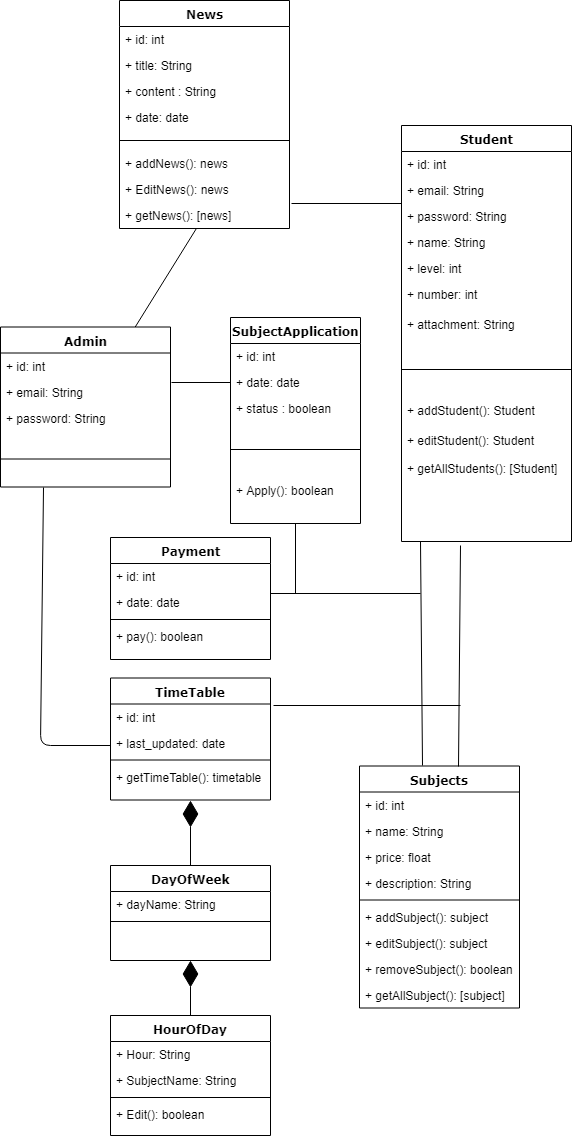 News
+ id: int
+ title: String
+ content : String
+ date: date
+ addNews(): news
+ EditNews(): news
+ getNews(): [news]
Student
+ id: int
+ email: String
+ password: String
+ name: String
+ level: int
+ number: int
+ attachment: String
+ addStudent(): Student
+ editStudent(): Student
+ getAllStudents(): [Student]
Admin
+ id: int
+ email: String
+ password: String
SubjectApplication
+ id: int
+ date: date
+ status : boolean
+ Apply(): boolean
Payment
+ id: int
+ date: date
+ pay(): boolean
TimeTable
+ id: int
+ last_updated: date
+ getTimeTable(): timetable
Subjects
+ id: int
+ name: String
+ price: float
+ description: String
+ addSubject(): subject
+ editSubject(): subject
+ removeSubject(): boolean
+ getAllSubject(): [subject]
DayOfWeek
+ dayName: String
HourOfDay
+ Hour: String
+ SubjectName: String
+ Edit(): boolean